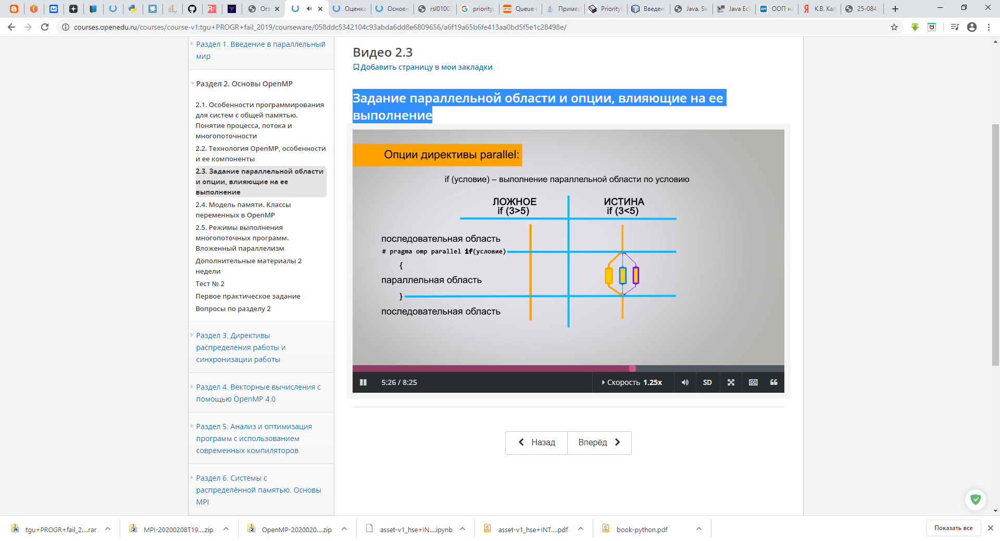 Огэ
Оценка
Основн
rsl0100
priorityq
Queue в
Пример
Priority
Введен
Java. Sw
Java Ecl
ООП на
К.В. Кап
25-084.
courses.openedu.ru/courses/course-v1:tgu+PROGR+fail_2019/courseware/058ddc5342104c93abda6dd8e6809656/a6f19a65b6fe413aa0bd5f5e1c28498e/
Раздел 1. Введение в параллельный
мир
Раздел 2. Основы OpenMP
2.1. Особенности программирования
для систем с общей памятью.
Понятие процесса, потока и
многопоточности
2.2. Технология OpenMP, особенности
и ее компоненты
2.3. Задание параллельной области
и опции, влияющие на ее
выполнение
2.4. Модель памяти. Классы
переменных в OpenMP
2.5. Режимы выполнения
многопоточных программ.
Вложенный параллелизм
Дополнительные материалы 2
недели
Тест № 2
Первое практическое задание
Вопросы по разделу 2
Раздел 3. Директивы
распределения работы и
синхронизации работы
Раздел 4. Векторные вычисления с
помощью OpenMP 4.0
Раздел 5. Анализ и оптимизация
программ с использованием
современных компиляторов
Раздел 6. Системы с
распределённой памятью. Основы
MPI
Видео 2.3
Добавить страницу в мои закладки
Задание параллельной области и опции, влияющие на ее
выполнение
Опции директивы parallel:
if (условие) – выполнение параллельной области по условию
ЛОЖНОЕ
if (3>5)
ИСТИНА
if (3<5)
последовательная область
# pragma omp parallel if(условие)
{
параллельная область
}
последовательная область
5:26 / 8:25
Скорость 1.25x
SD
Назад
Вперёд
tgu+PROGR+fail_2....rar
MPI-20200208T19....zip
OpenMP-2020020....zip
asset-v1_hse+IN....ipynb
asset-v1_hse+INT....pdf
book-python.pdf
Показать все